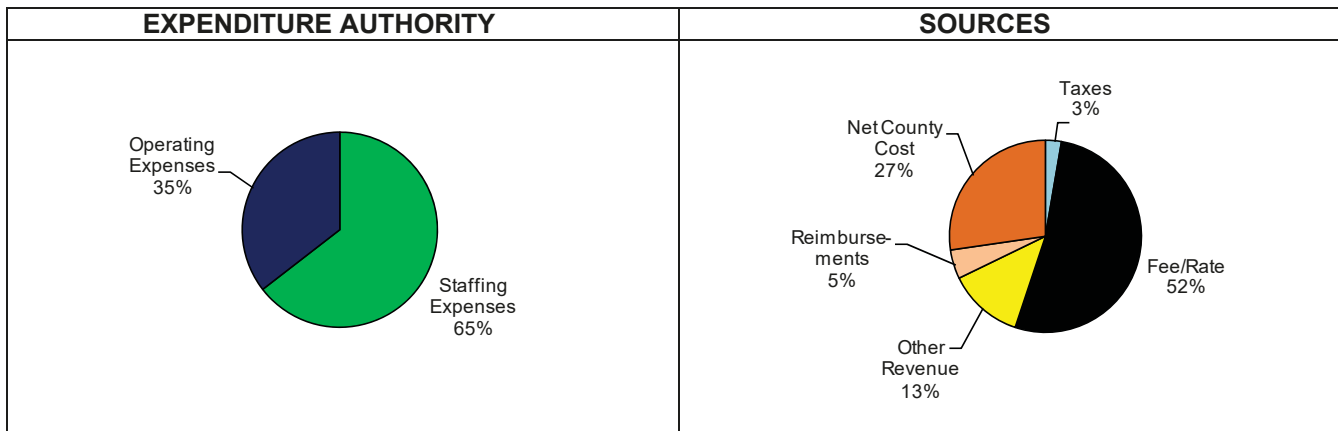 EXPENDITURE AUTHORITY
Operating
Expenses
35%
Staffing
Expenses
65%
SOURCES
Taxes
3%
Net County
Cost
27%
Reimburse-
ments
5%
Fee/Rate
52%
Other
Revenue
13%